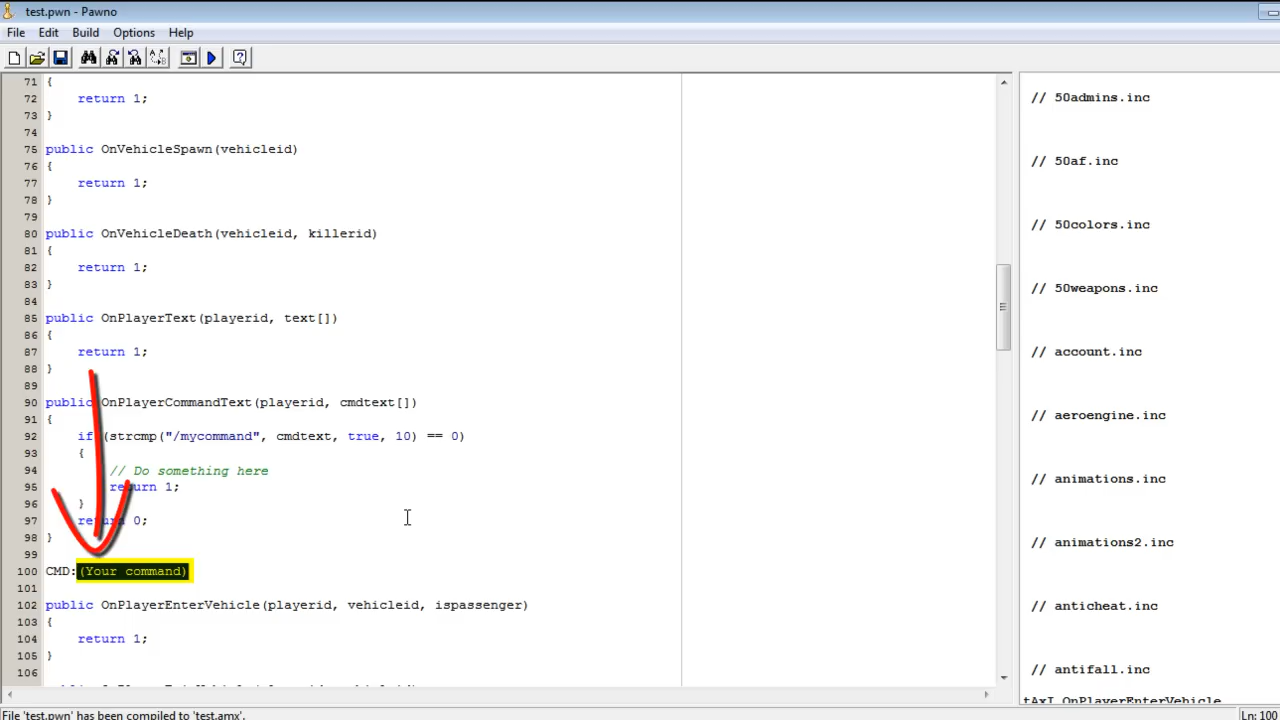 test.pwn - Pawno
File Edit Build Options Help
71 {
72 return 1;
73 }
74
75 public OnVehicleSpawn(vehicleid)
76 {
77 return 1;
78 }
79
80 public OnVehicleDeath(vehicleid, killerid)
81 {
82 return 1;
83 }
84
85 public OnPlayerText(playerid, text[])
86 {
87 return 1;
88 }
89
90 public OnPlayerCommandText(playerid, cmdtext[])
91 {
92 if (strcmp("/mycommand", cmdtext, true, 10) == 0)
93 {
94 // Do something here
95 return 1;
96 }
97 return 0;
98 }
99
100 CMD:(Your command)
101
102 public OnPlayerEnterVehicle(playerid, vehicleid, ispassenger)
103 {
104 return 1;
105 }
106
// 50admins.inc
// 50af.inc
// 50colors.inc
// 50weapons.inc
// account.inc
// aeroengine.inc
// animations.inc
// animations2.inc
// anticheat.inc
// antifall.inc
tAxI_OnPlayerEnterVehicle
File 'test.pwn' has been compiled to 'test.amx'.
Ln: 100